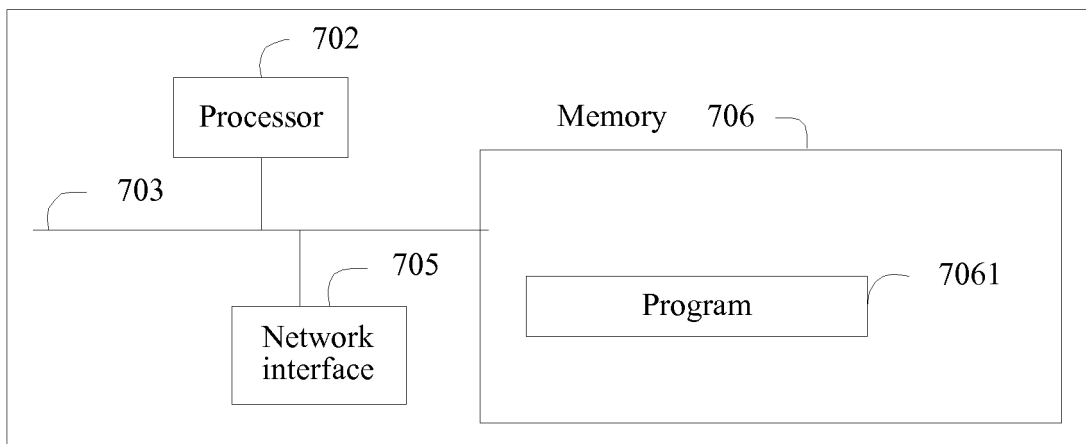 702
Processor
Memory 706
703
705
7061
Program
Network
interface